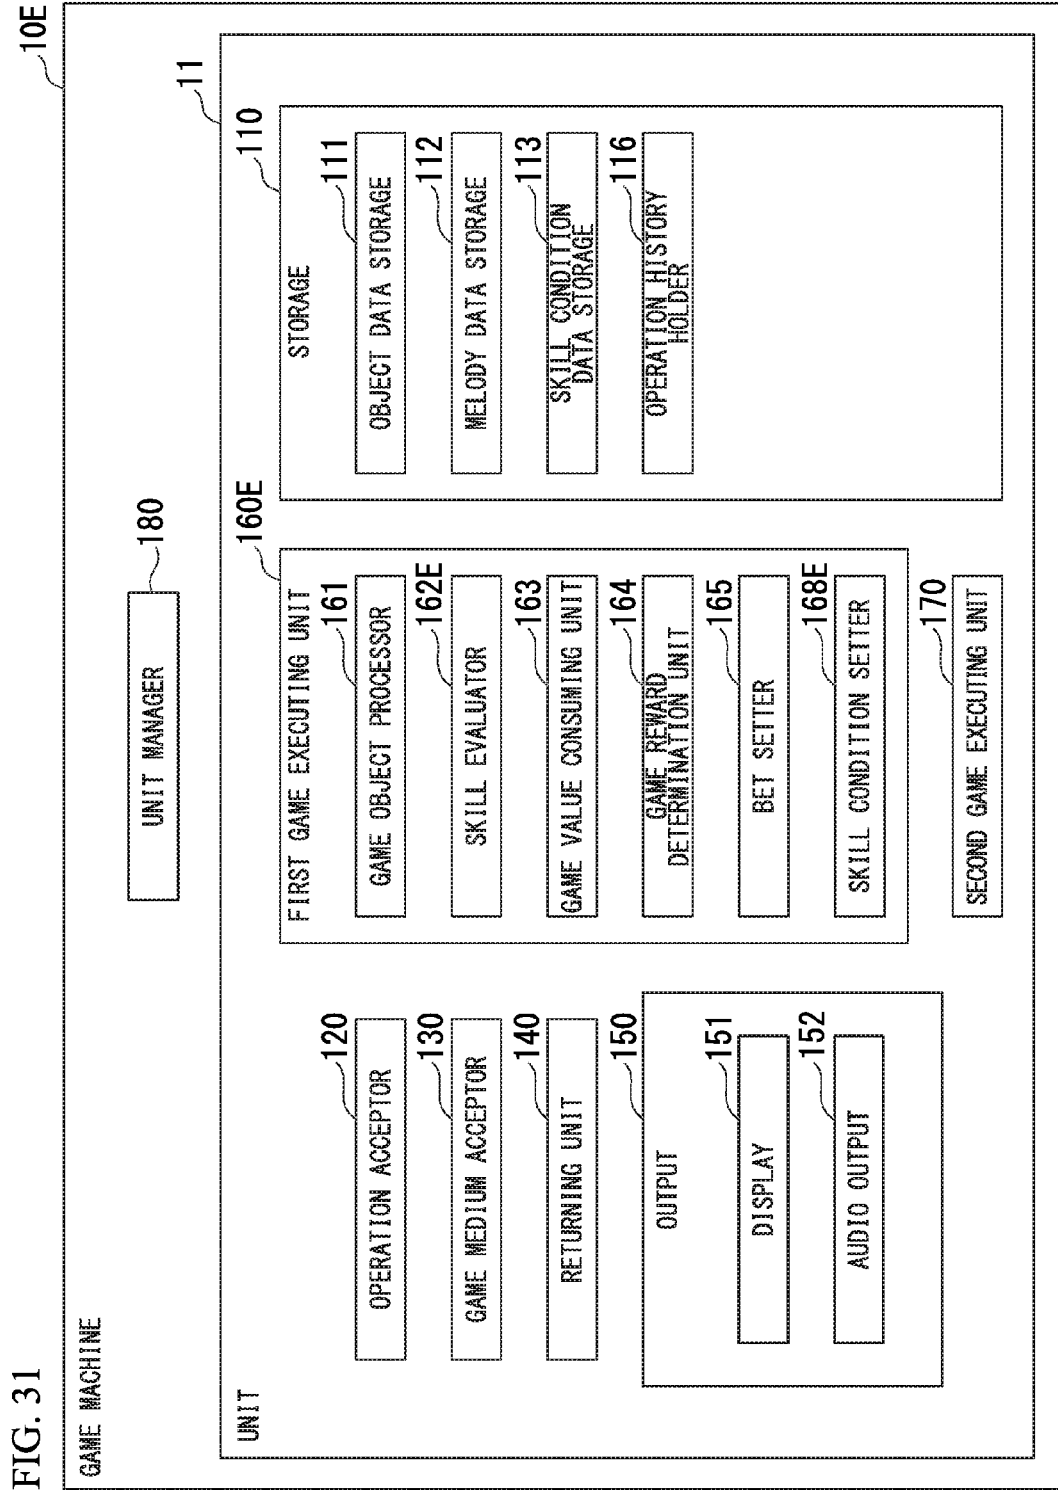 FIG. 31
10E
GAME MACHINE
180
UNIT MANAGER
11
UNIT
120
OPERATION ACCEPTOR
130
GAME MEDIUM ACCEPTOR
140
RETURNING UNIT
150
OUTPUT
151
DISPLAY
152
AUDIO OUTPUT
160E
FIRST GAME EXECUTING UNIT
161
GAME OBJECT PROCESSOR
162E
SKILL EVALUATOR
163
GAME VALUE CONSUMING UNIT
164
GAME REWARD
DETERMINATION UNIT
165
BET SETTER
168E
SKILL CONDITION SETTER
170
SECOND GAME EXECUTING UNIT
110
STORAGE
111
OBJECT DATA STORAGE
112
MELODY DATA STORAGE
113
SKILL CONDITION
DATA STORAGE
116
OPERATION HISTORY
HOLDER